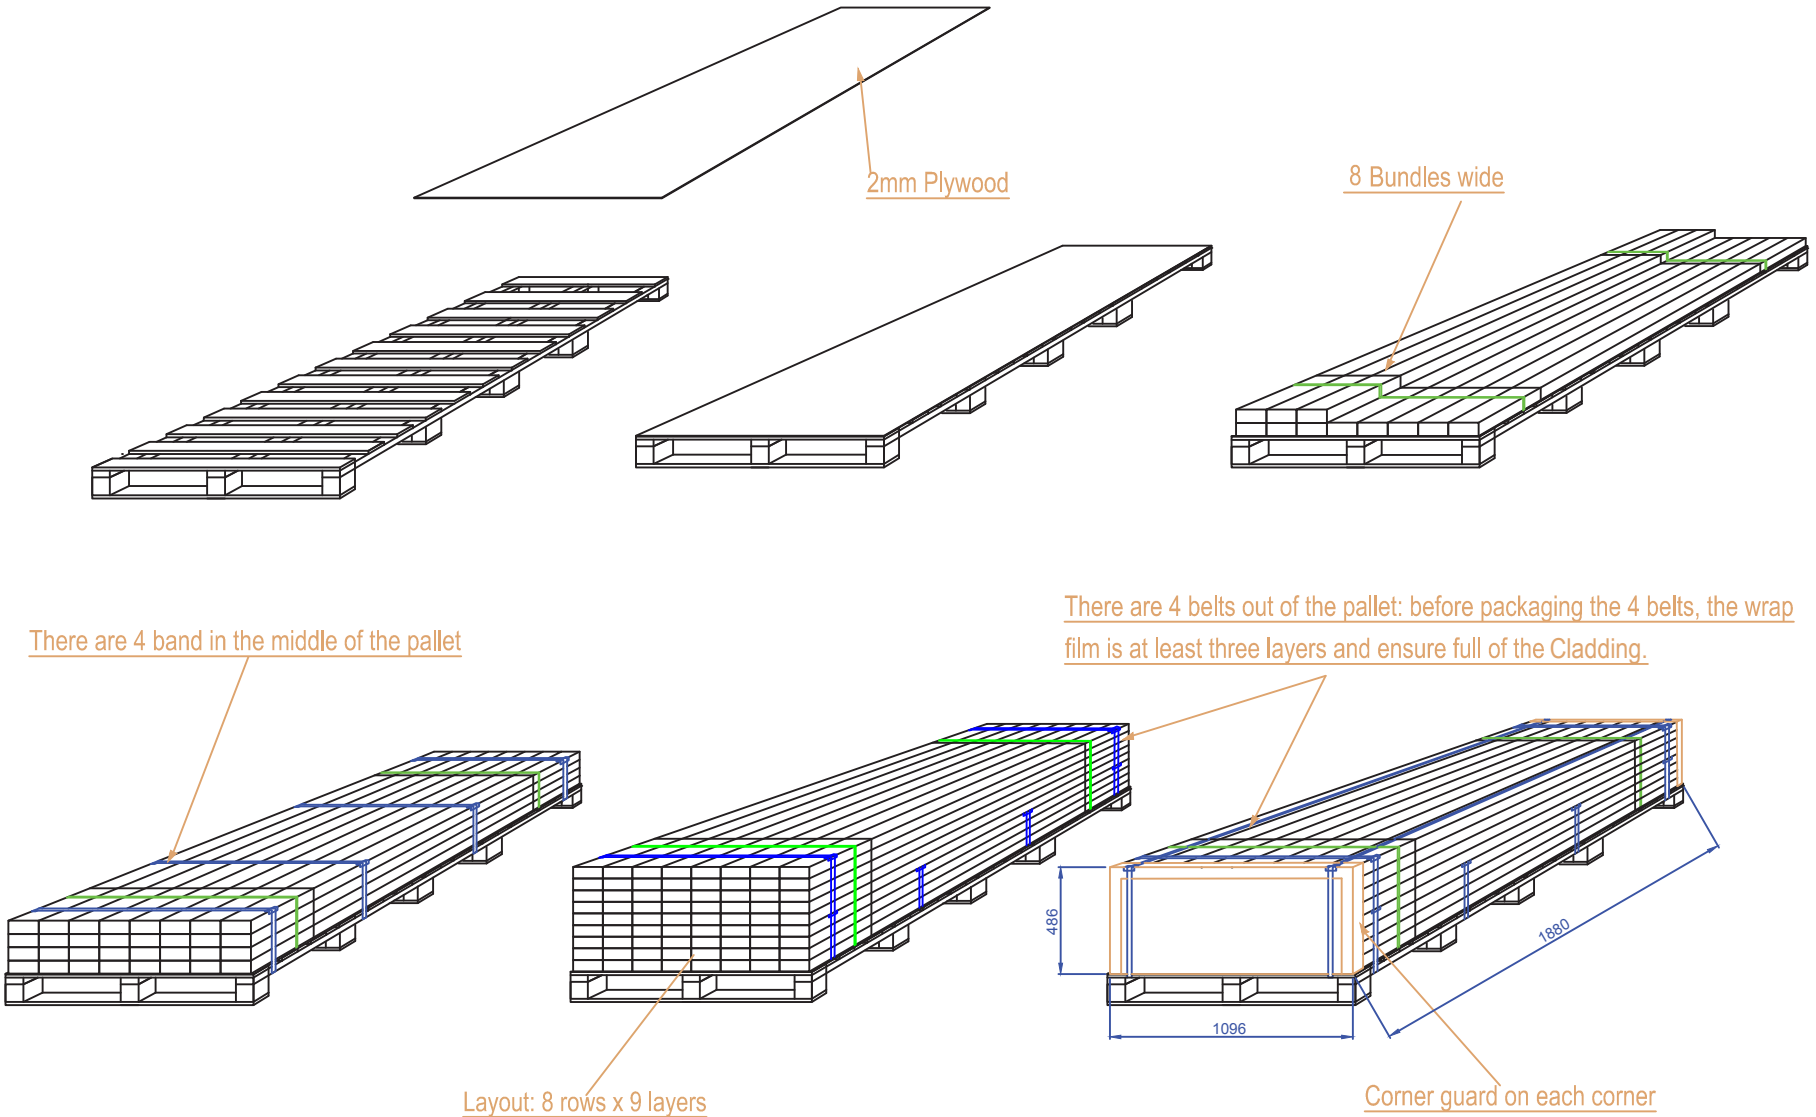 2mm Plywood
8 Bundles wide
There are 4 band in the middle of the pallet
There are 4 belts out of the pallet: before packaging the 4 belts, the wrap
film is at least three layers and ensure full of the Cladding.
486
1880
1096
Layout: 8 rows x 9 layers
Corner guard on each corner